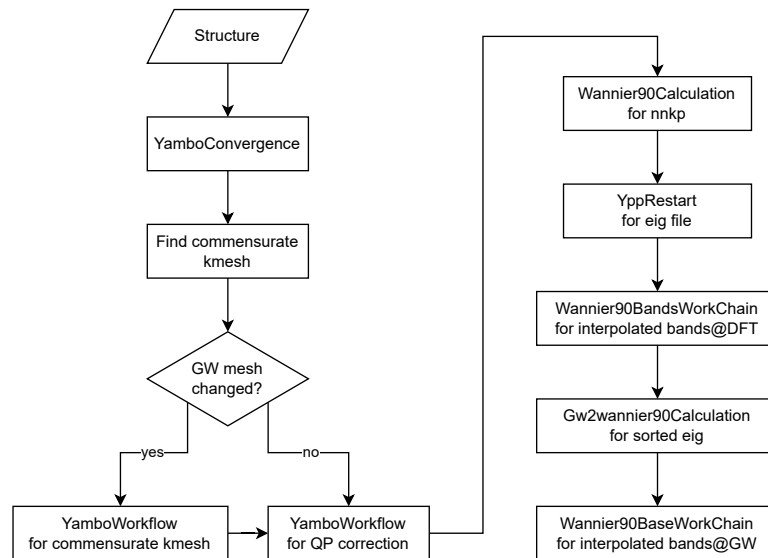 Structure
YamboConvergence
Find commensurate
kmesh
GW mesh
changed?
yes
no
YamboWorkflow
for commensurate kmesh
YamboWorkflow
for QP correction
Wannier90Calculation
for nnkp
YppRestart
for eig file
Wannier90BandsWorkChain
for interpolated bands@DFT
Gw2wannier90Calculation
for sorted eig
Wannier90BaseWorkChain
for interpolated bands@GW